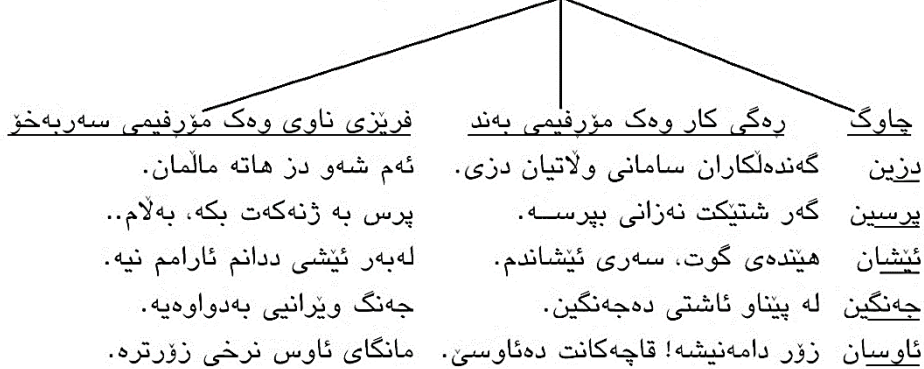 چاوگ ڕەگی کار وەک مۆرفیمی بەند فرێزی ناوی وەک مۆرفیمی سەربەخۆ
دزین گەندەڵکاران سامانی وڵاتیان دزی. ئەم شەو دز هاتە ماڵمان.
پرسین گەر شتێکت نەزانی بپرسە. پرس بە ژنەکەت بکە، بەڵام..
ئێشان هێندەی گوت، سەری ئێشاندم. لەبەر ئێشی ددانم ئارامم نیە.
جەنگین لە پێناو ئاشتی دەجەنگین. جەنگ وێرانیی بەدواوەیە.
ئاوسان زۆر دامەنیشە! قاچەکانت دەئاوسێ. مانگای ئاوس نرخی زۆرترە.